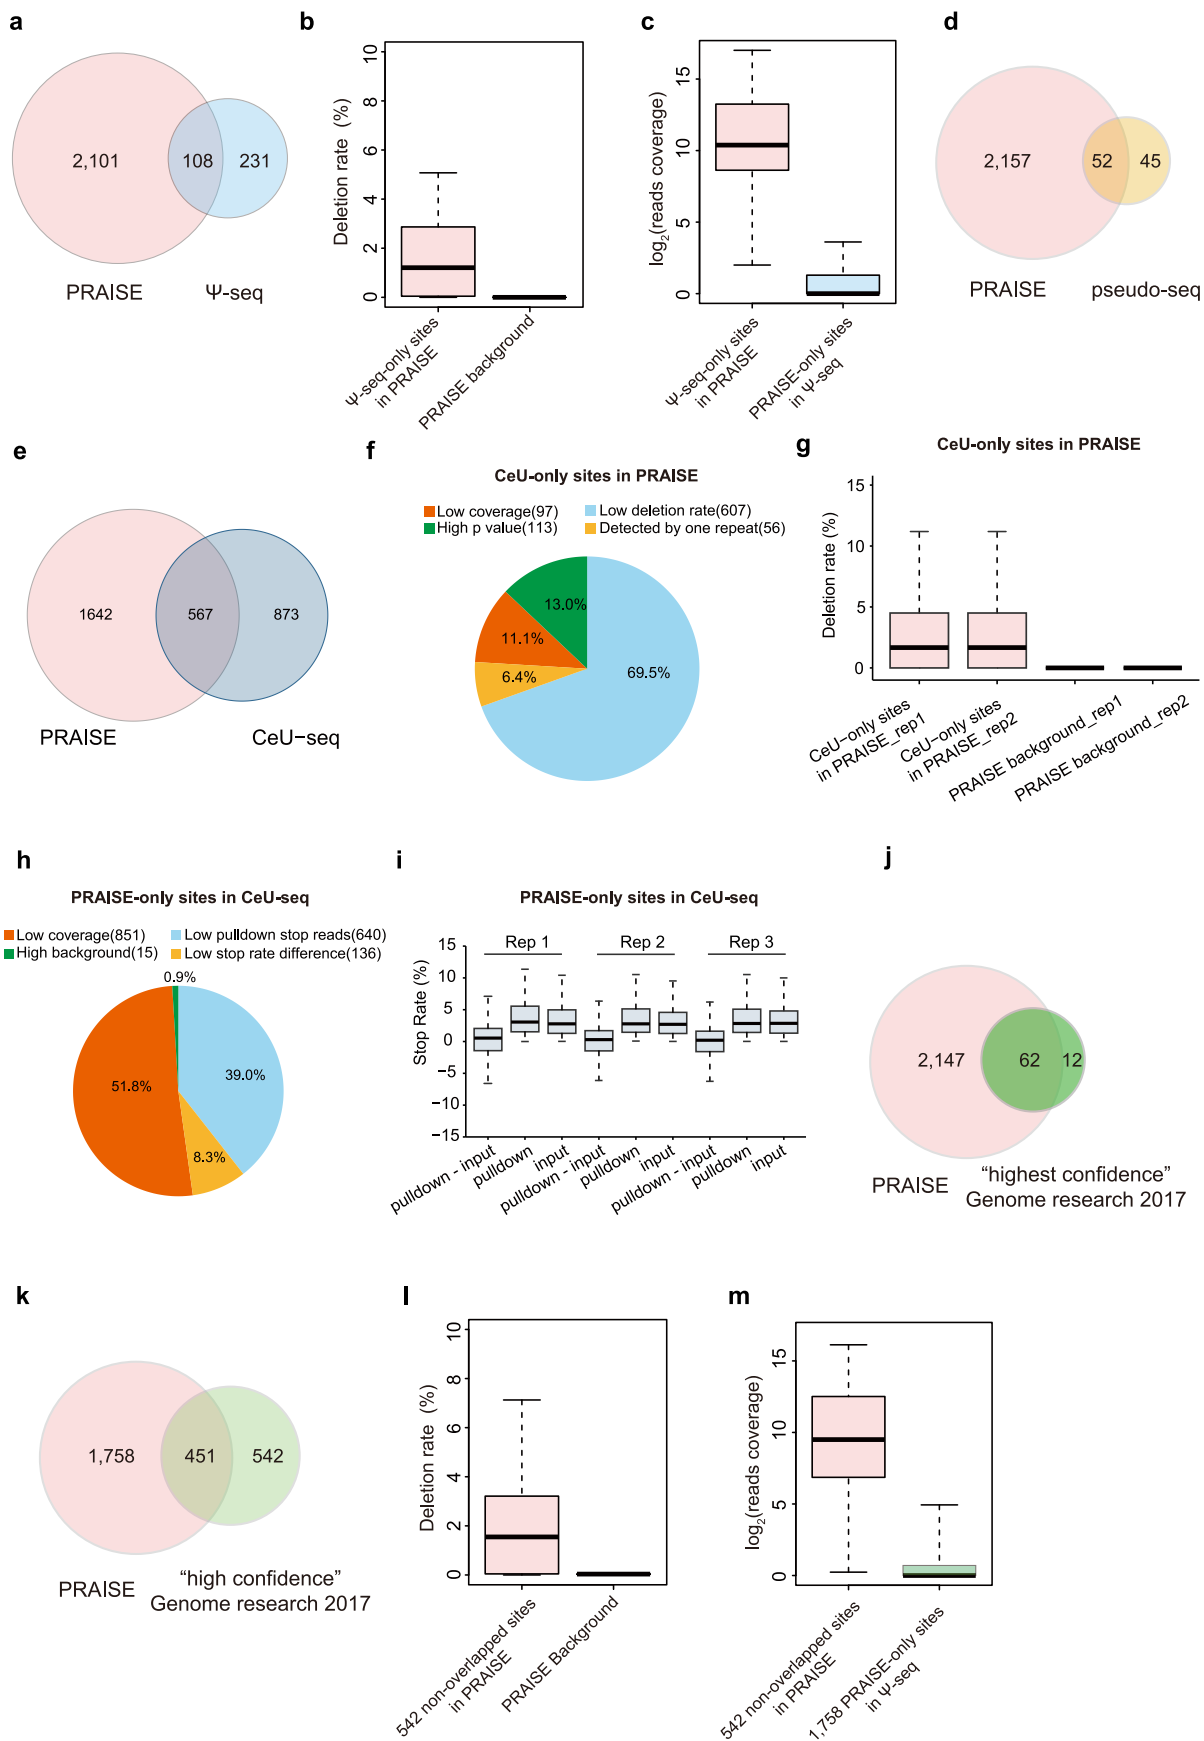 a
2,101
108
231
PRAISE
Ψ-seq
b
Deletion rate (%)
10
8
6
4
2
0
Ψ-seq-only sites
in PRAISE
PRAISE background
c
log₂(reads coverage)
15
10
5
0
Ψ-seq-only sites
in PRAISE
PRAISE-only sites
in Ψ-seq
d
2,157
52
45
PRAISE
pseudo-seq
e
1642
567
873
PRAISE
CeU−seq
f
CeU-only sites in PRAISE
Low coverage(97)
Low deletion rate(607)
High p value(113)
Detected by one repeat(56)
13.0%
11.1%
6.4%
69.5%
g
CeU-only sites in PRAISE
Deletion rate (%)
15
10
5
0
CeU−only sites
in PRAISE_rep1
CeU−only sites
in PRAISE_rep2
PRAISE background_rep1
PRAISE background_rep2
h
PRAISE-only sites in CeU-seq
Low coverage(851)
Low pulldown stop reads(640)
High background(15)
Low stop rate difference(136)
0.9%
51.8%
39.0%
8.3%
i
PRAISE-only sites in CeU-seq
Rep 1
Rep 2
Rep 3
Stop Rate (%)
15
10
5
0
−5
−10
−15
pulldown - input
pulldown
input
pulldown - input
pulldown
input
pulldown - input
pulldown
input
j
2,147
62
12
PRAISE
“highest confidence”
Genome research 2017
k
1,758
451
542
PRAISE
“high confidence”
Genome research 2017
l
Deletion rate (%)
10
8
6
4
2
0
542 non-overlapped sites
in PRAISE
PRAISE Background
m
log₂(reads coverage)
15
10
5
0
542 non-overlapped sites
in PRAISE
1,758 PRAISE-only sites
in Ψ-seq